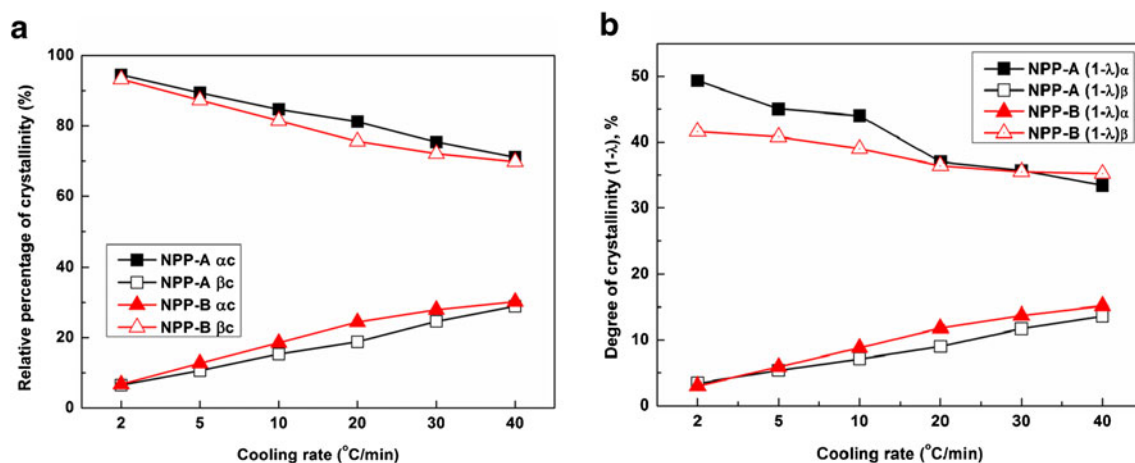 a
Relative percentage of crystallinity (%)
100
80
60
40
20
0
NPP-A αc
NPP-A βc
NPP-B αc
NPP-B βc
2 5 10 20 30 40
Cooling rate (°C/min)
b
Degree of crystallinity (1-λ), %
50
40
30
20
10
0
NPP-A (1-λ)α
NPP-A (1-λ)β
NPP-B (1-λ)α
NPP-B (1-λ)β
2 5 10 20 30 40
Cooling rate (°C/min)